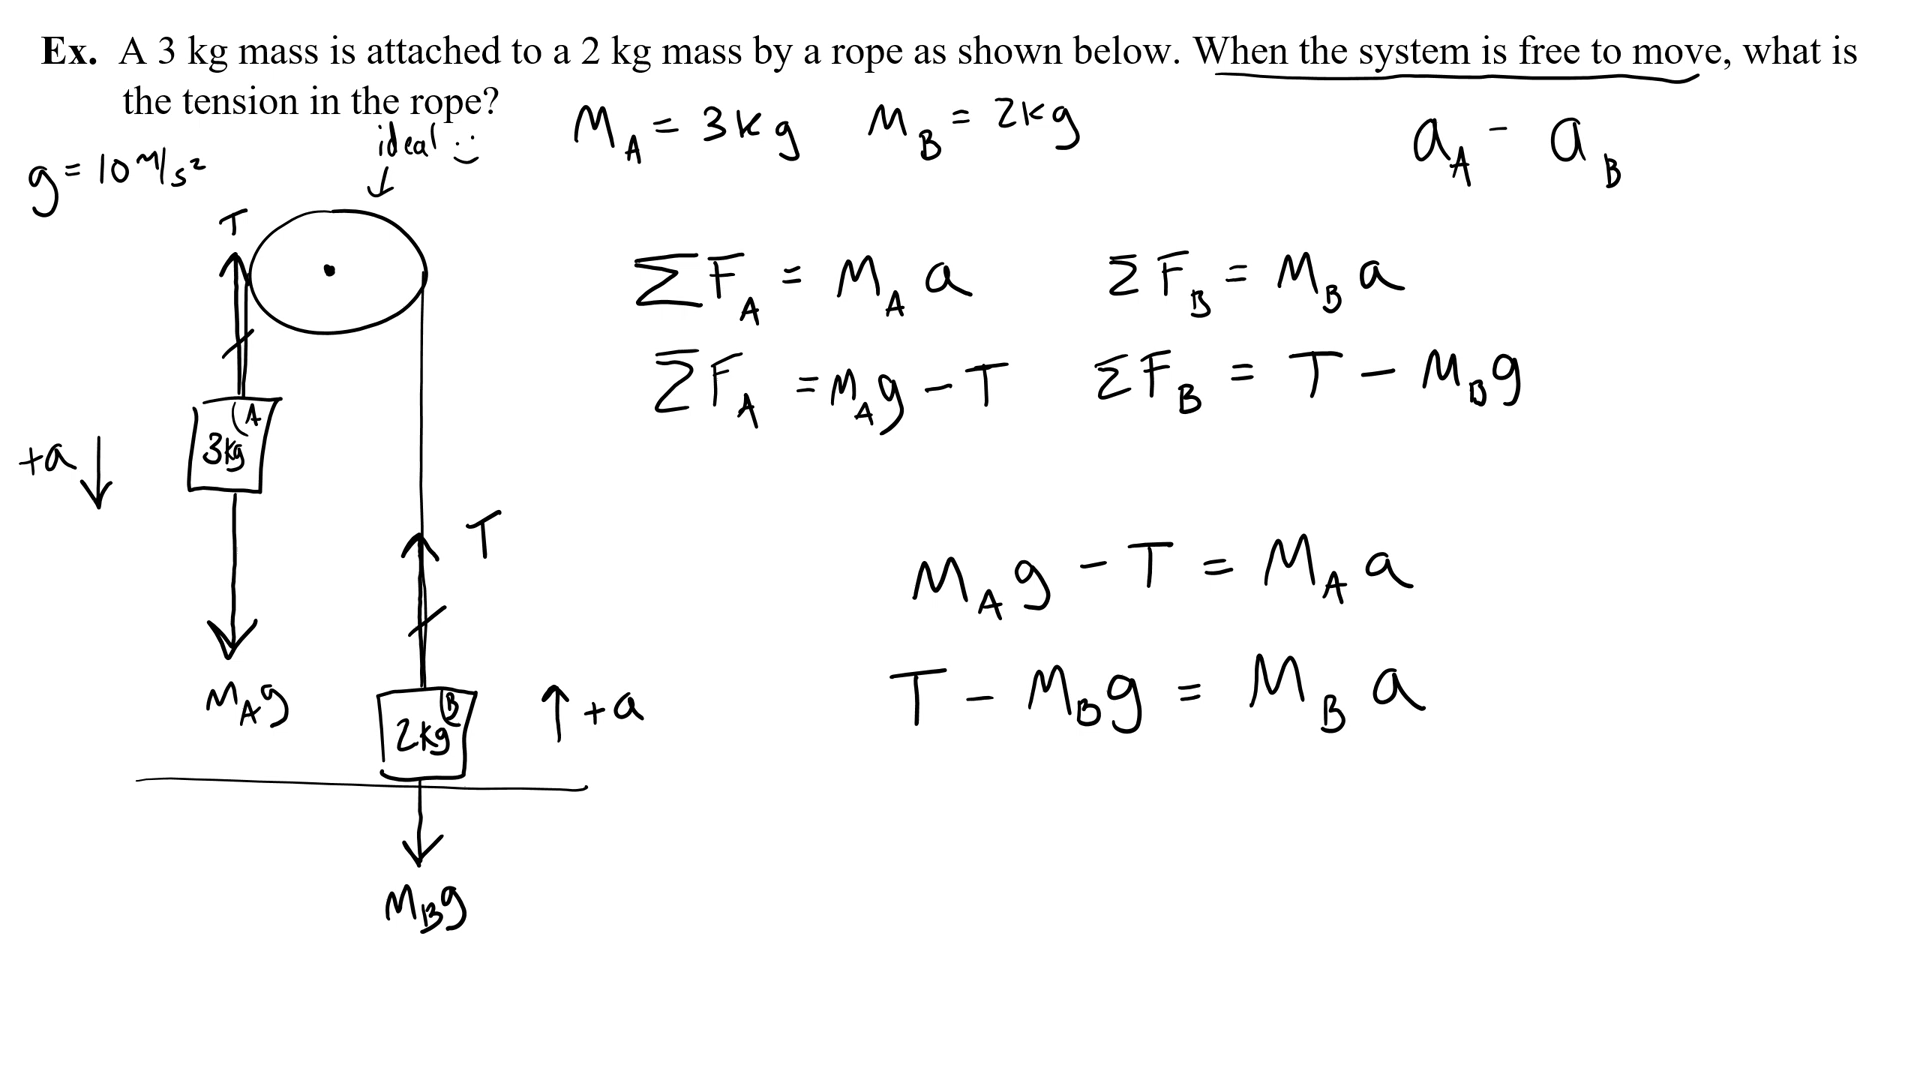 Ex. A 3 kg mass is attached to a 2 kg mass by a rope as shown below. When the system is free to move, what is
the tension in the rope?
M_A = 3kg M_B = 2kg
a_A - a_B
ideal :)
g = 10 m/s²
T
ΣF_A = M_A a
ΣF_B = M_B a
ΣF_A = M_A g - T
ΣF_B = T - M_B g
A
3kg
+a
T
M_A g - T = M_A a
M_A g
B
2kg
+a
T - M_B g = M_B a
M_B g